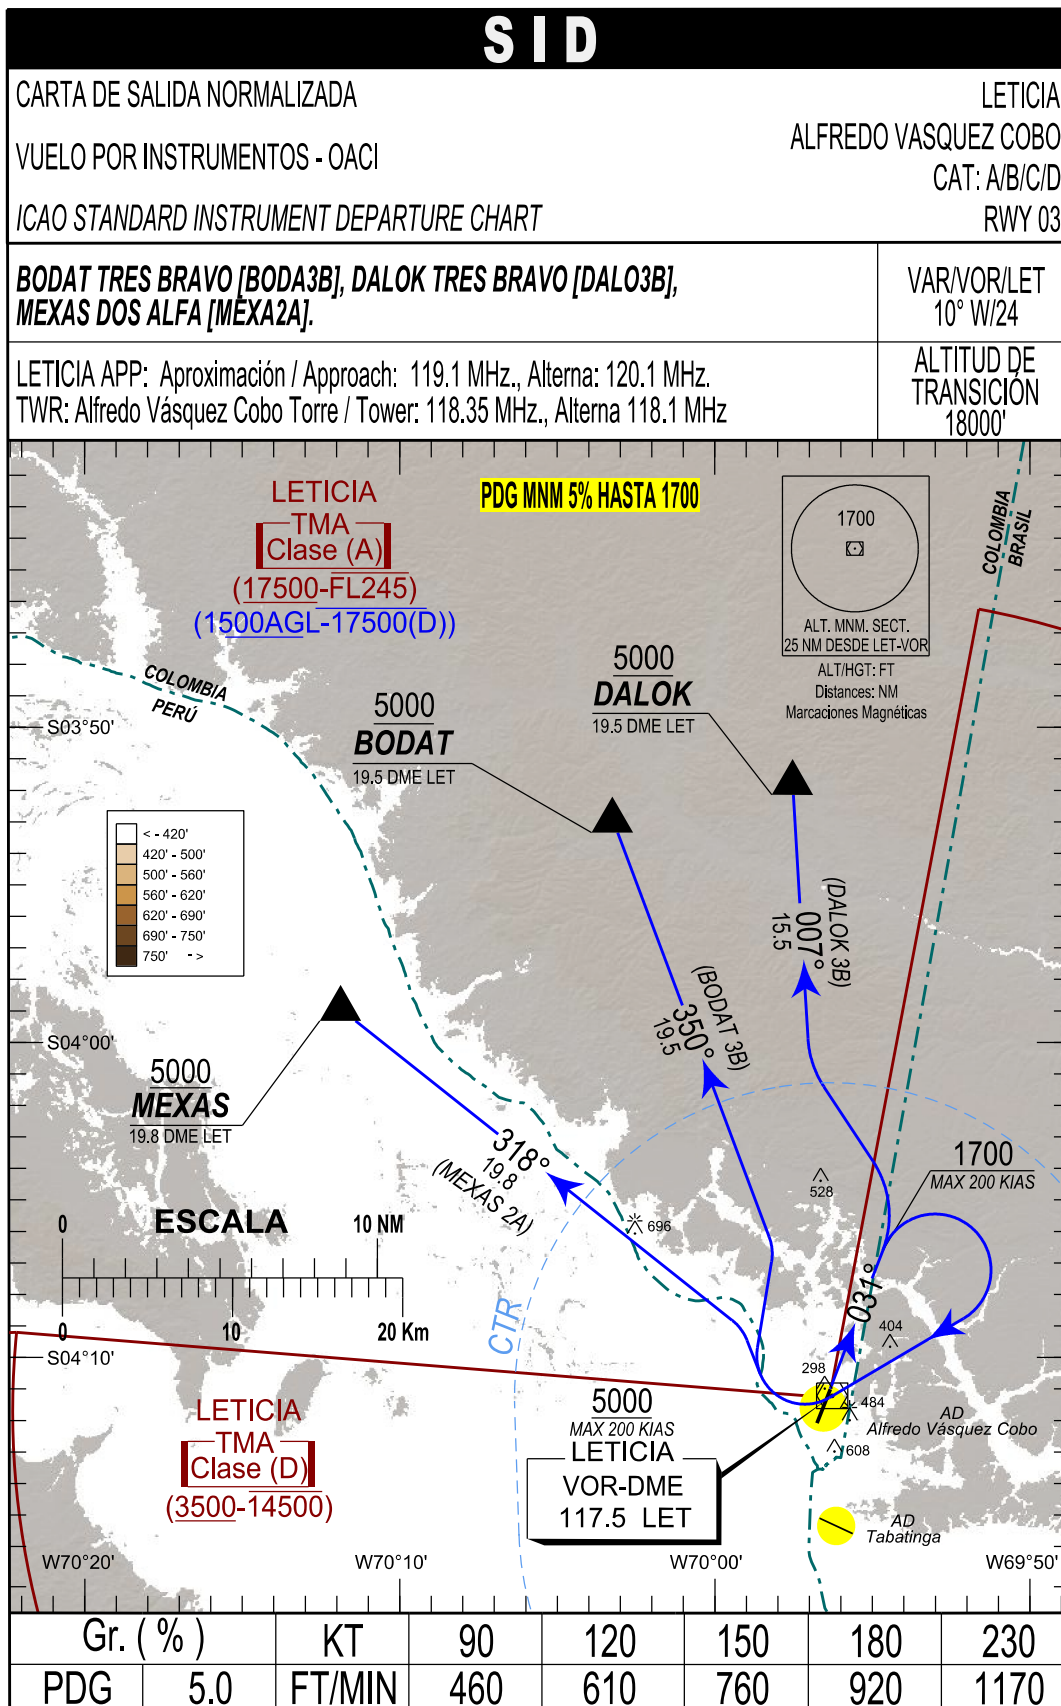 SID
CARTA DE SALIDA NORMALIZADA
VUELO POR INSTRUMENTOS - OACI
ICAO STANDARD INSTRUMENT DEPARTURE CHART
LETICIA
ALFREDO VASQUEZ COBO
CAT: A/B/C/D
RWY 03
BODAT TRES BRAVO [BODA3B], DALOK TRES BRAVO [DALO3B],
MEXAS DOS ALFA [MEXA2A].
VAR/VOR/LET
10° W/24
LETICIA APP: Aproximación / Approach: 119.1 MHz., Alterna: 120.1 MHz.
TWR: Alfredo Vásquez Cobo Torre / Tower: 118.35 MHz., Alterna 118.1 MHz
ALTITUD DE
TRANSICIÓN
18000'
LETICIA
TMA
Clase (A)
(17500-FL245)
(1500AGL-17500(D))
PDG MNM 5% HASTA 1700
1700
ALT. MNM. SECT.
25 NM DESDE LET-VOR
ALT/HGT: FT
Distances: NM
Marcaciones Magnéticas
COLOMBIA
BRASIL
COLOMBIA
PERÚ
S03°50'
5000
BODAT
19.5 DME LET
5000
DALOK
19.5 DME LET
< - 420'
420' - 500'
500' - 560'
560' - 620'
620' - 690'
690' - 750'
750' - >
(DALOK 3B)
007°
15.5
(BODAT 3B)
350°
19.5
S04°00'
5000
MEXAS
19.8 DME LET
318°
19.8
(MEXAS 2A)
1700
MAX 200 KIAS
528
696
ESCALA
0
10 NM
0
10
20 Km
CTR
031°
404
S04°10'
298
484
608
5000
MAX 200 KIAS
LETICIA
VOR-DME
117.5 LET
AD
Alfredo Vásquez Cobo
LETICIA
TMA
Clase (D)
(3500-14500)
AD
Tabatinga
W70°20'
W70°10'
W70°00'
W69°50'
Gr. ( % ) KT 90 120 150 180 230
PDG 5.0 FT/MIN 460 610 760 920 1170